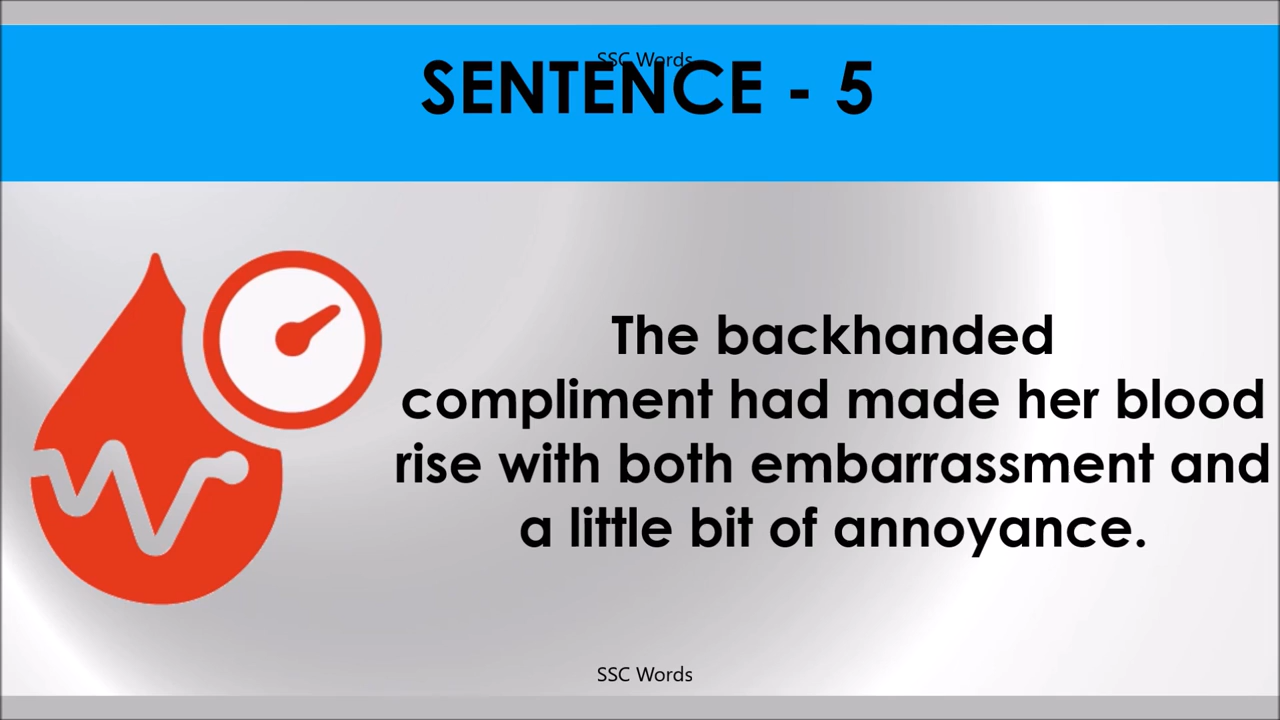 SSC Words
SENTENCE - 5
The backhanded
compliment had made her blood
rise with both embarrassment and
a little bit of annoyance.
SSC Words